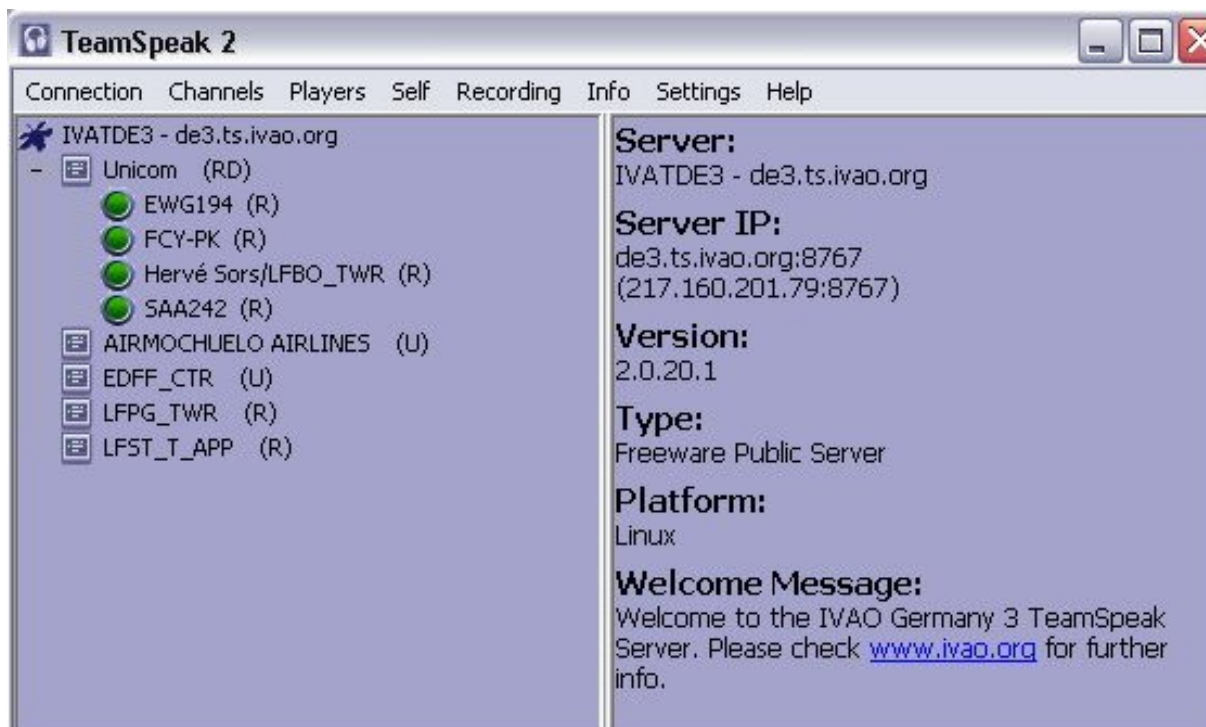 TeamSpeak 2
Connection Channels Players Self Recording Info Settings Help
IVATDE3 - de3.ts.ivao.org
Unicom (RD)
EWG194 (R)
FCY-PK (R)
Hervé Sors/LFBO_TWR (R)
SAA242 (R)
AIRMOCHUELO AIRLINES (U)
EDFF_CTR (U)
LFPG_TWR (R)
LFST_T_APP (R)
Server:
IVATDE3 - de3.ts.ivao.org
Server IP:
de3.ts.ivao.org:8767
(217.160.201.79:8767)
Version:
2.0.20.1
Type:
Freeware Public Server
Platform:
Linux
Welcome Message:
Welcome to the IVAO Germany 3 TeamSpeak
Server. Please check www.ivao.org for further
info.